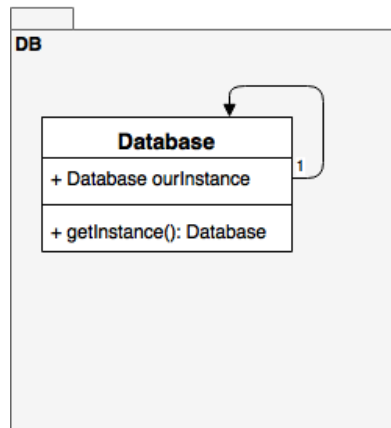 DB
Database
1
+ Database ourInstance
+ getInstance(): Database